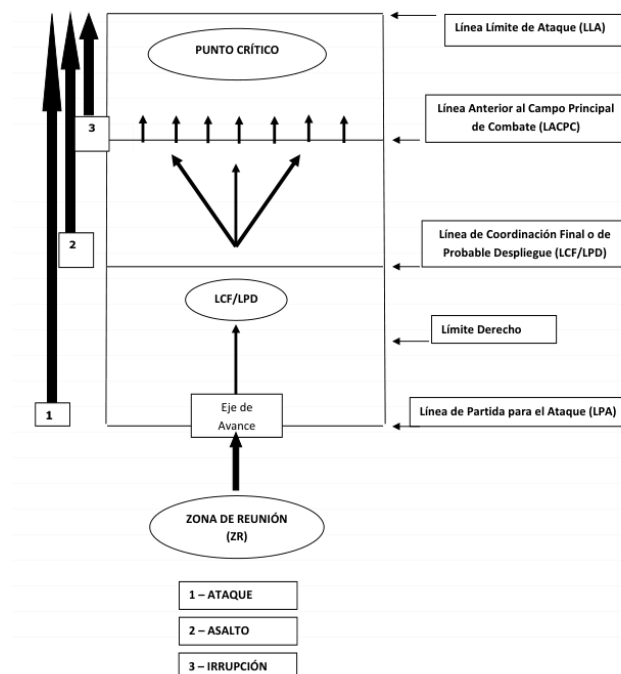 Línea Límite de Ataque (LLA)
PUNTO CRÍTICO
Línea Anterior al Campo Principal
de Combate (LACPC)
3
2
Línea de Coordinación Final o de
Probable Despliegue (LCF/LPD)
LCF/LPD
Límite Derecho
1
Eje de
Avance
Línea de Partida para el Ataque (LPA)
ZONA DE REUNIÓN
(ZR)
1 – ATAQUE
2 – ASALTO
3 – IRRUPCIÓN